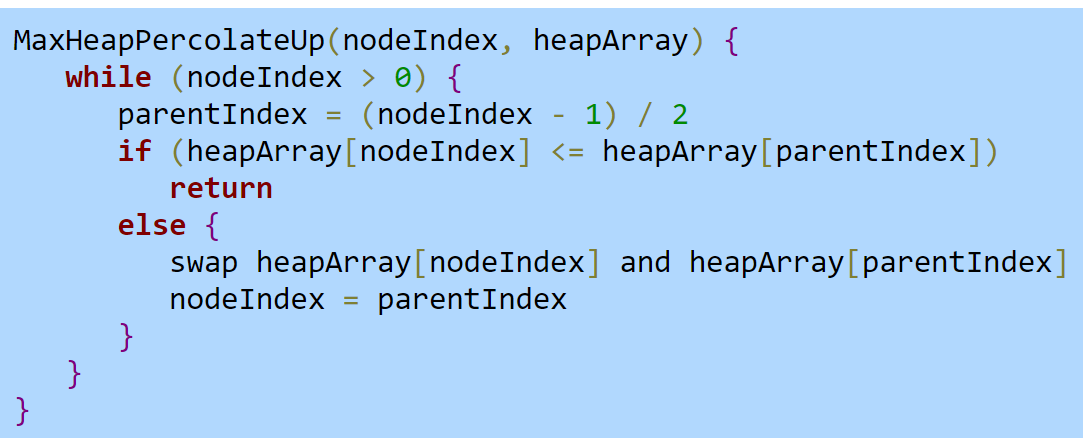 MaxHeapPercolateUp(nodeIndex, heapArray) {
while (nodeIndex > 0) {
parentIndex = (nodeIndex - 1) / 2
if (heapArray[nodeIndex] <= heapArray[parentIndex])
return
else {
swap heapArray[nodeIndex] and heapArray[parentIndex]
nodeIndex = parentIndex
}
}
}